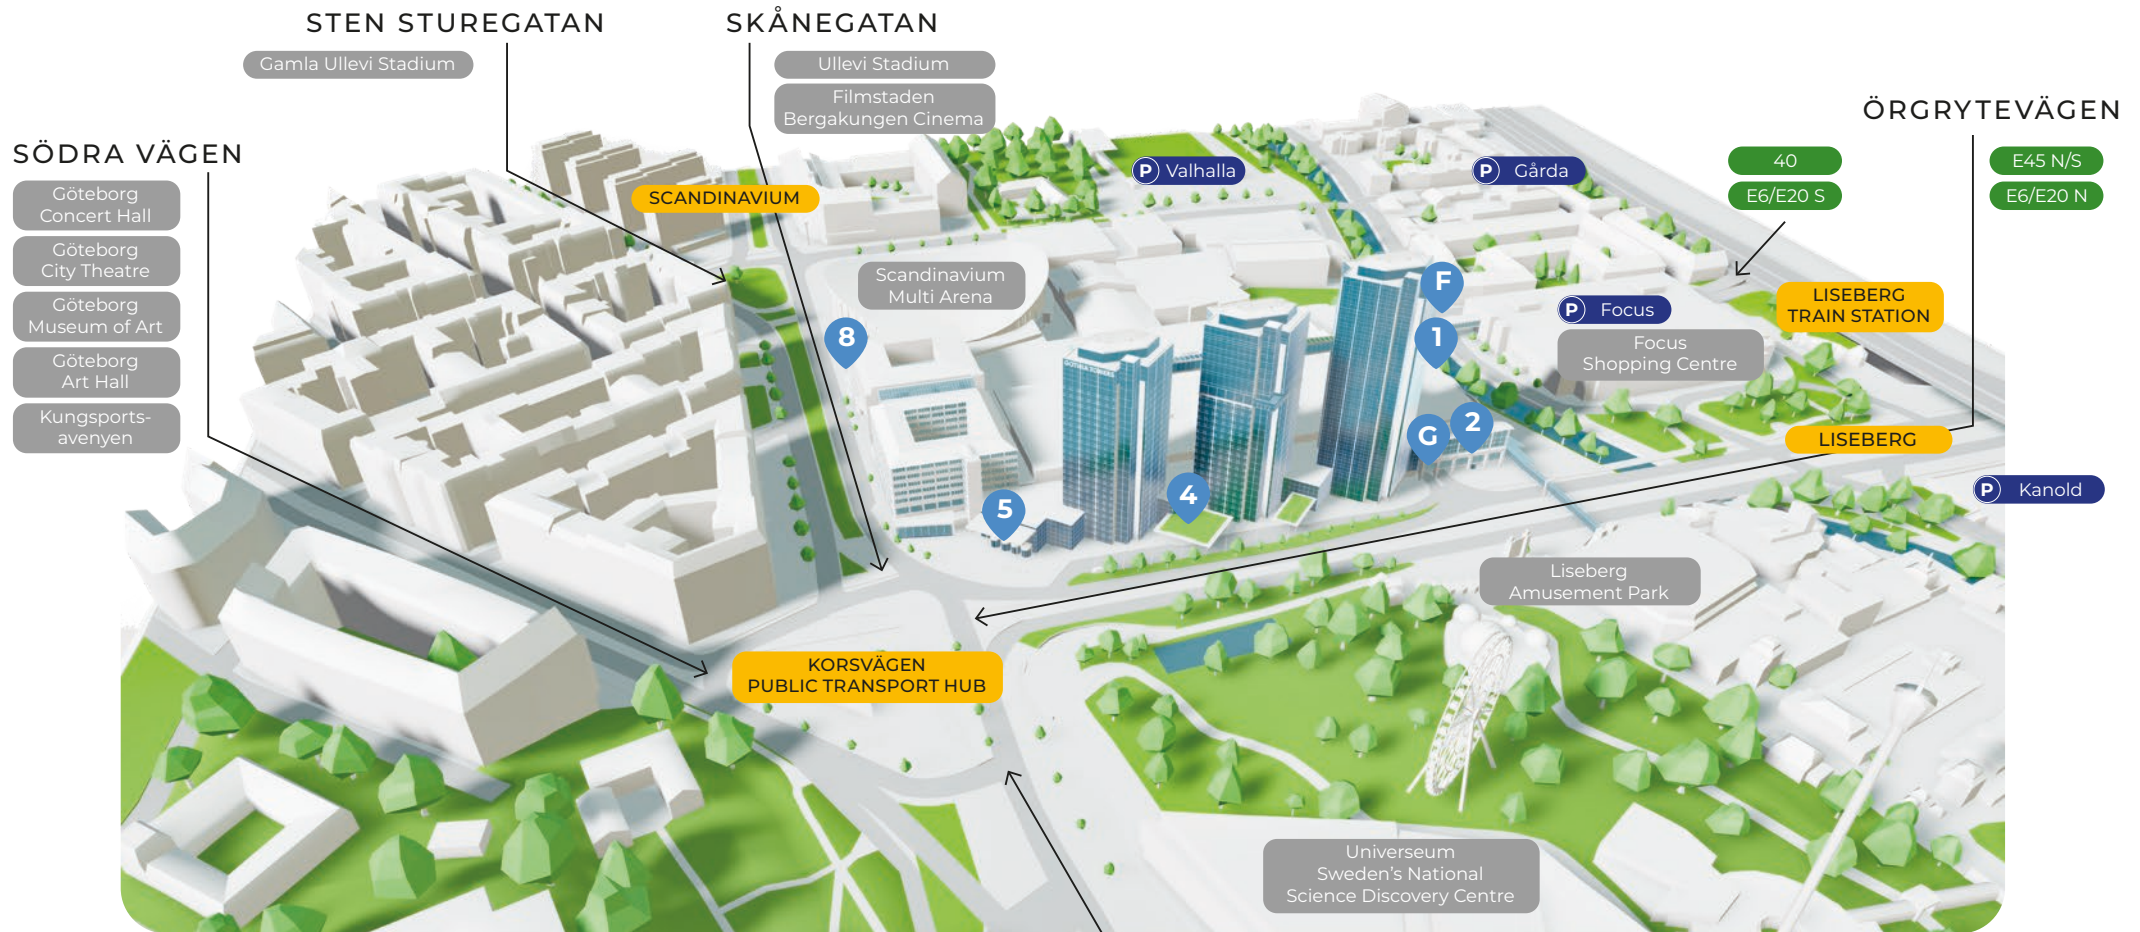 STEN STUREGATAN
Gamla Ullevi Stadium
SKÅNEGATAN
Ullevi Stadium
Filmstaden
Bergakungen Cinema
ÖRGRYTEVÄGEN
E45 N/S
E6/E20 N
40
E6/E20 S
SÖDRA VÄGEN
Göteborg
Concert Hall
Göteborg
City Theatre
Göteborg
Museum of Art
Göteborg
Art Hall
Kungsports-
avenyen
SCANDINAVIUM
P Valhalla
P Gårda
Scandinavium
Multi Arena
F
1
8
P Focus
Focus
Shopping Centre
LISEBERG
TRAIN STATION
GOTHIA TOWERS
G
2
LISEBERG
P Kanold
4
5
Liseberg
Amusement Park
KORSVÄGEN
PUBLIC TRANSPORT HUB
Universeum
Sweden's National
Science Discovery Centre